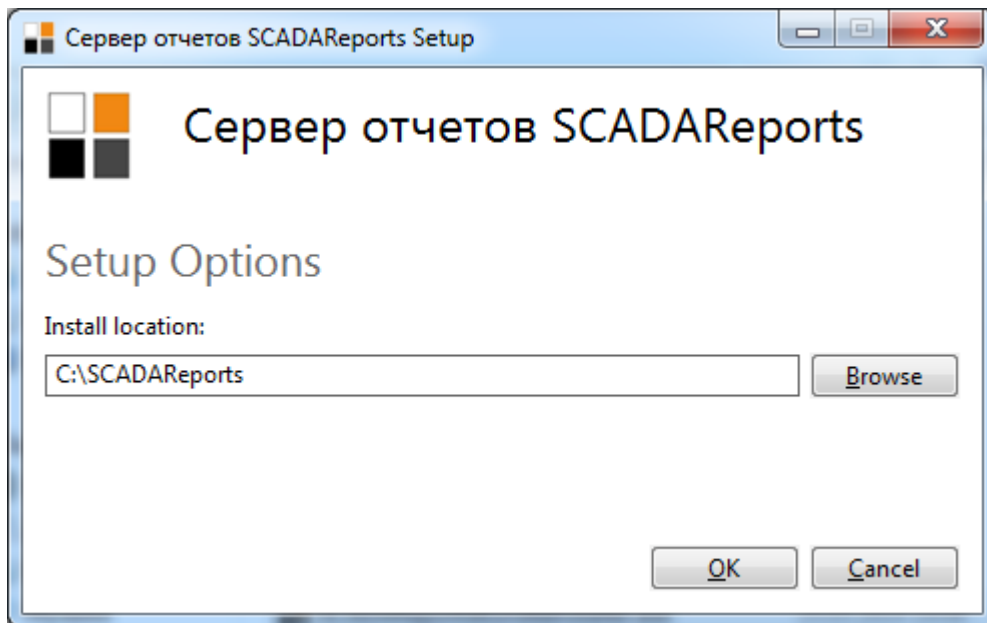 Сервер отчетов SCADAReports Setup
Сервер отчетов SCADAReports
Setup Options
Install location:
C:\SCADAReports
Browse
OK
Cancel